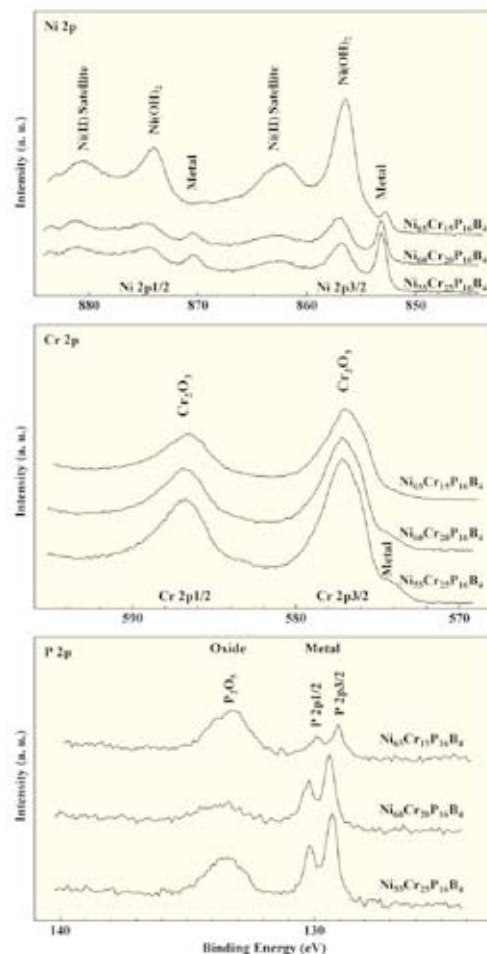 Ni 2p
Intensity (a. u.)
Ni(II) Satellite
Ni(OH)₂
Metal
Ni(II) Satellite
Ni(OH)₂
Metal
Ni₆₅Cr₁₅P₁₆B₄
Ni₆₀Cr₂₀P₁₆B₄
Ni₅₅Cr₂₅P₁₆B₄
Ni 2p1/2
Ni 2p3/2
880 870 860 850
Cr 2p
Intensity (a. u.)
Cr₂O₃
Cr₂O₃
Ni₆₅Cr₁₅P₁₆B₄
Ni₆₀Cr₂₀P₁₆B₄
Metal
Ni₅₅Cr₂₅P₁₆B₄
Cr 2p1/2
Cr 2p3/2
590 580 570
P 2p
Intensity (a. u.)
Oxide
Metal
P₂O₅
P 2p1/2
P 2p3/2
Ni₆₅Cr₁₅P₁₆B₄
Ni₆₀Cr₂₀P₁₆B₄
Ni₅₅Cr₂₅P₁₆B₄
140 130
Binding Energy (eV)